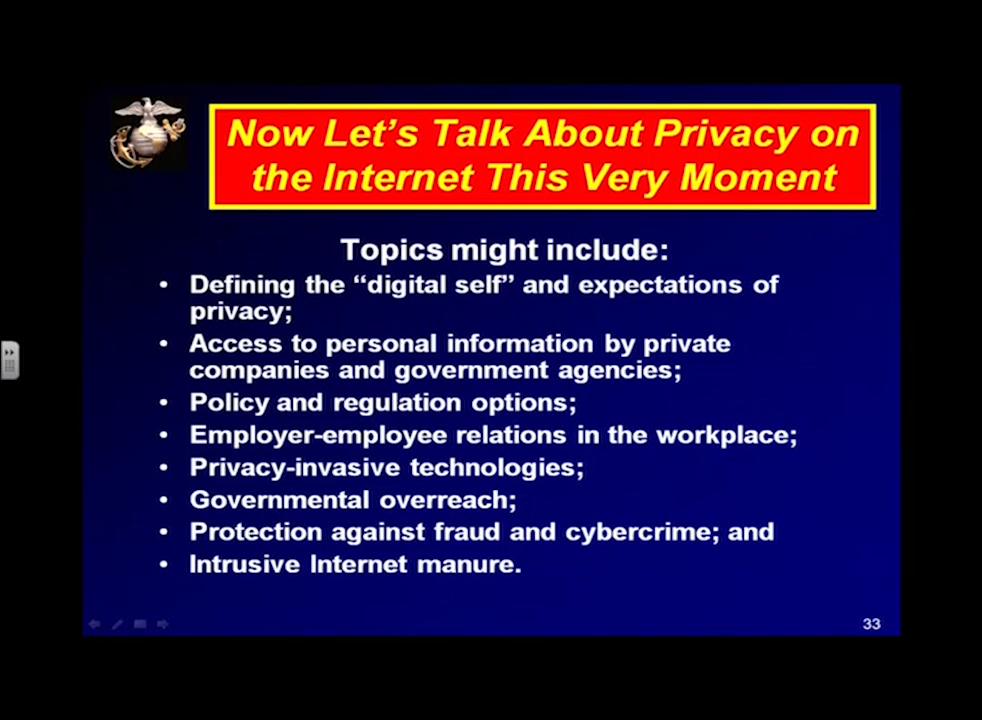 Now Let's Talk About Privacy on
the Internet This Very Moment
Topics might include:
• Defining the “digital self” and expectations of
privacy;
• Access to personal information by private
companies and government agencies;
• Policy and regulation options;
• Employer-employee relations in the workplace;
• Privacy-invasive technologies;
• Governmental overreach;
• Protection against fraud and cybercrime; and
• Intrusive Internet manure.
33